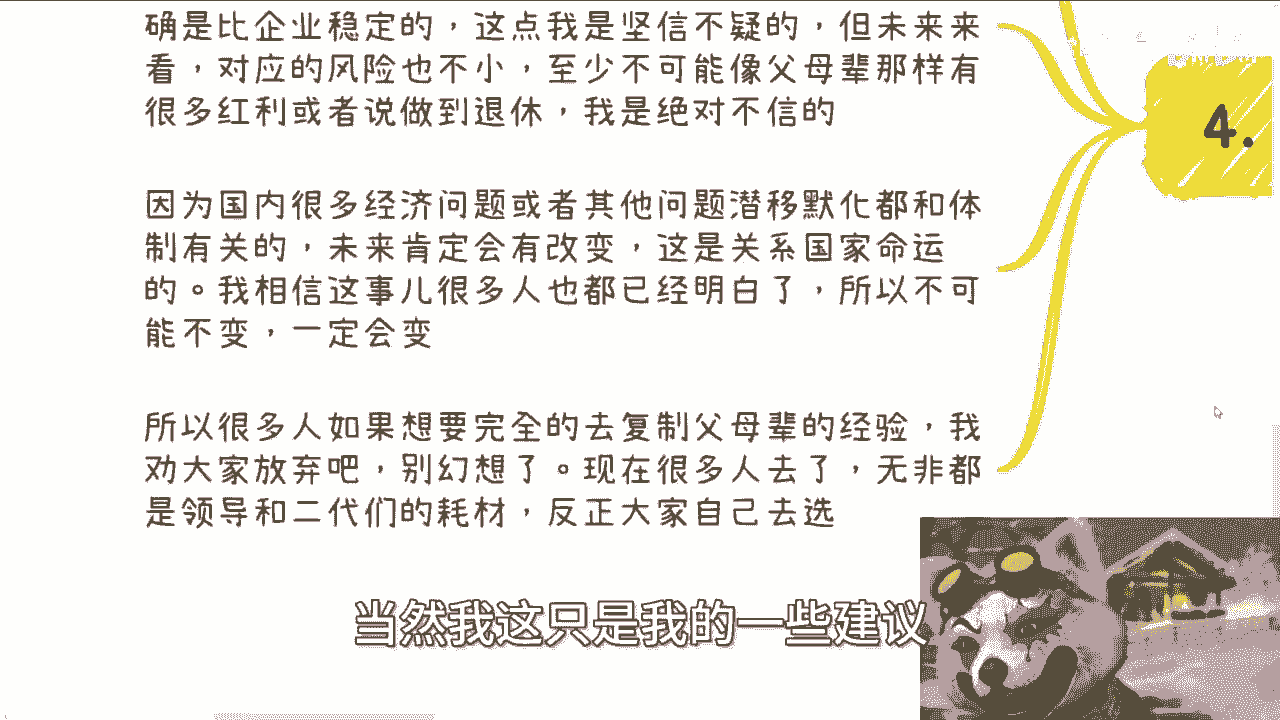 确是比企业稳定的，这点我是坚信不疑的，但未来来
看，对应的风险也不小，至少不可能像父母辈那样有
很多红利或者说做到退休，我是绝对不信的
因为国内很多经济问题或者其他问题潜移默化都和体
制有关的，未来肯定会有改变，这是关系国家命运
的。我相信这事儿很多人也都已经明白了，所以不可
能不变，一定会变
所以很多人如果想要完全的去复制父母辈的经验，我
劝大家放弃吧，别幻想了。现在很多人去了，无非都
是领导和二代们的耗材，反正大家自己去选
4.
当然我这只是我的一些建议